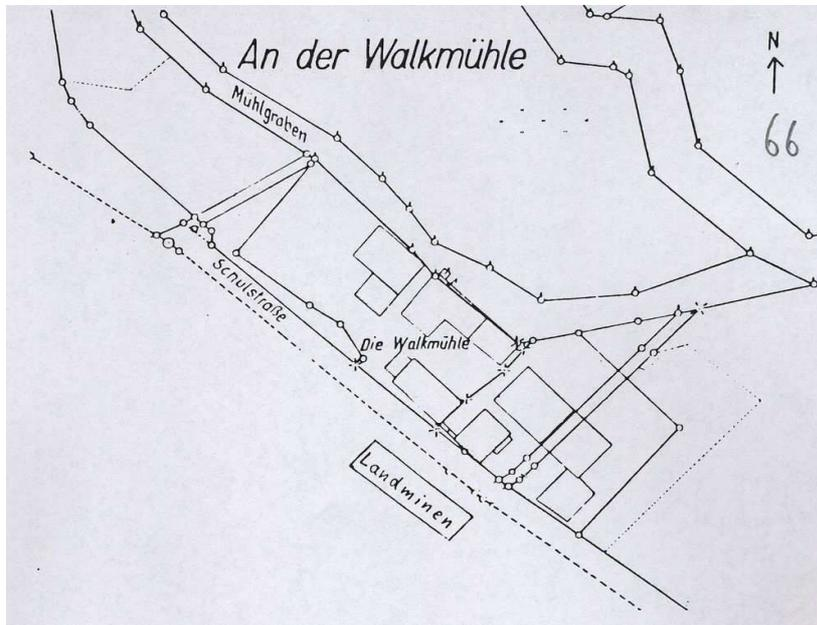 An der Walkmühle
N
66
Mühlgraben
Schulstraße
Die Walkmühle
Landminen